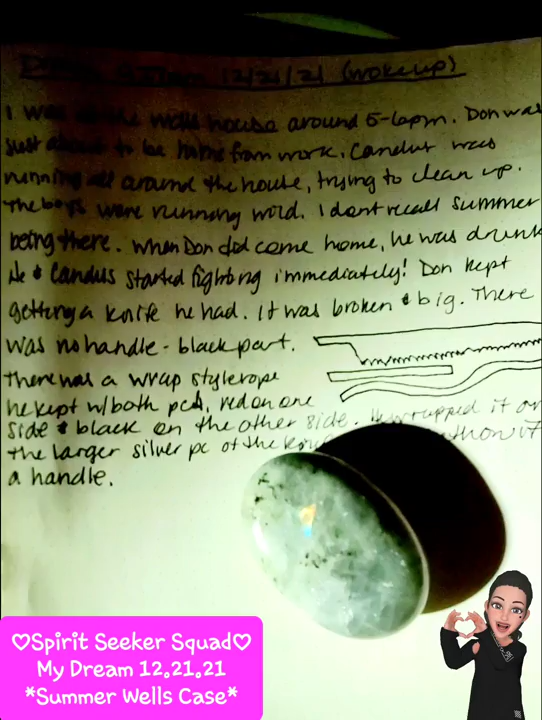 Dream 12/21/21 (woke up)
I was the wells house around 5-6pm. Don was
just about to be home from work. Candus was
running all around the house, trying to clean up.
The boys were running wild. I dont recall Summer
being there. When Don did come home, he was drunk
He & Candus started fighting immediately! Don kept
getting a knife he had. It was broken & big. There
was no handle - black part.
There was a wrap style rope
he kept w/both pcs, red on one
side & black on the other side. He wrapped it
the larger silver pc of the
a handle.
♡Spirit Seeker Squad♡
My Dream 12.21.21
*Summer Wells Case*